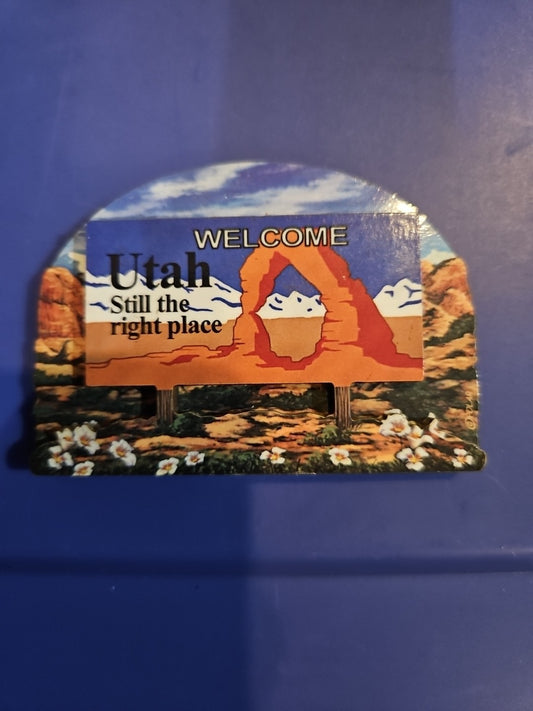 WELCOME
Utah
Still the
right place